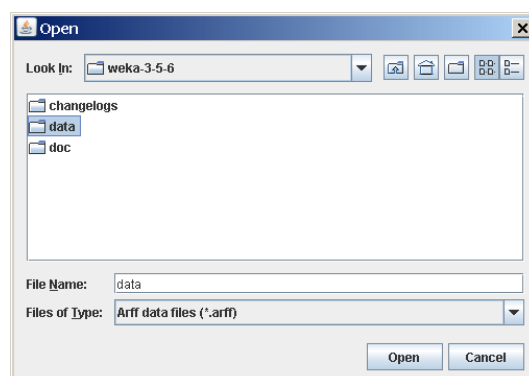 Open
Look In: weka-3-5-6
changelogs
data
doc
File Name: data
Files of Type: Arff data files (*.arff)
Open Cancel